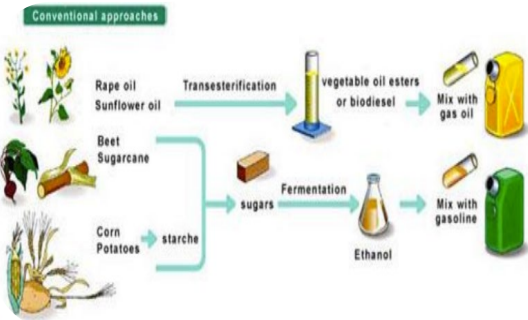 Conventional approaches
Rape oil
Sunflower oil
Transesterification
vegetable oil esters
or biodiesel
Mix with
gas oil
Beet
Sugarcane
sugars
Fermentation
Ethanol
Mix with
gasoline
Corn
Potatoes
starche